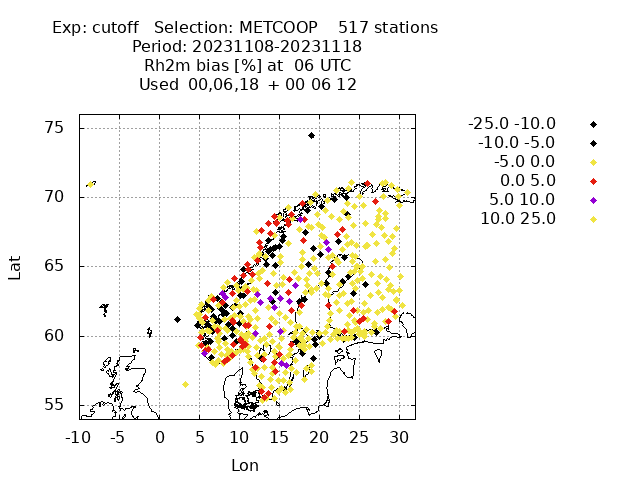 Exp: cutoff   Selection: METCOOP    517 stations
Period: 20231108-20231118
Rh2m bias [%] at  06 UTC
Used  00,06,18  + 00 06 12
-25.0 -10.0
-10.0 -5.0
-5.0 0.0
0.0 5.0
5.0 10.0
10.0 25.0
75
70
65
60
55
Lat
-10 -5 0 5 10 15 20 25 30
Lon